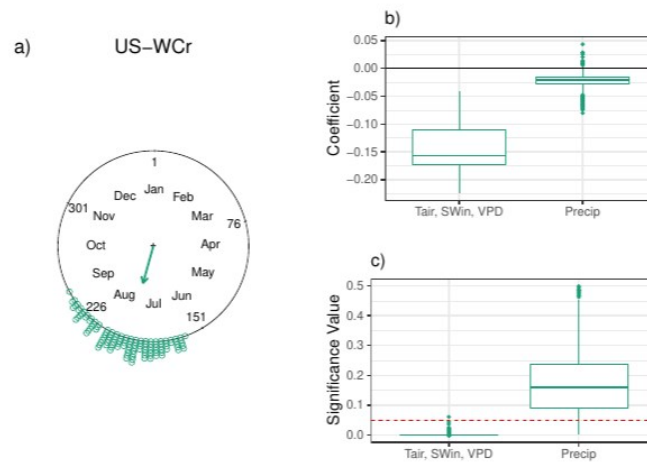 a)
US−WCr
1
Jan
Feb
Mar
76
Apr
May
Jun
151
Jul
Aug
226
Sep
Oct
Nov
301
Dec
b)
Coefficient
0.05
0.00
−0.05
−0.10
−0.15
−0.20
Tair, SWin, VPD
Precip
c)
Significance Value
0.5
0.4
0.3
0.2
0.1
0.0
Tair, SWin, VPD
Precip